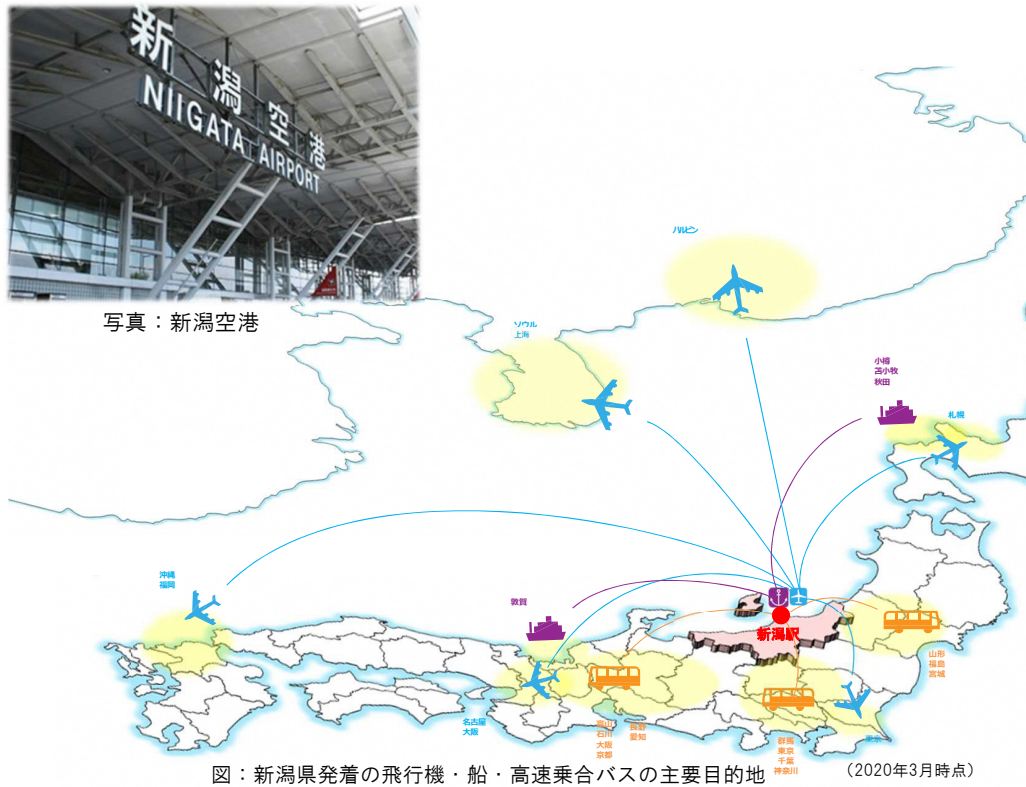 新潟空港
NIIGATA AIRPORT
写真：新潟空港
ハルビン
ソウル
上海
小樽
苫小牧
秋田
札幌
沖縄
福岡
敦賀
新潟駅
山形
福島
宮城
名古屋
大阪
富山
石川
大阪
京都
長野
愛知
群馬
東京
千葉
神奈川
東京
図：新潟県発着の飛行機・船・高速乗合バスの主要目的地
（2020年3月時点）